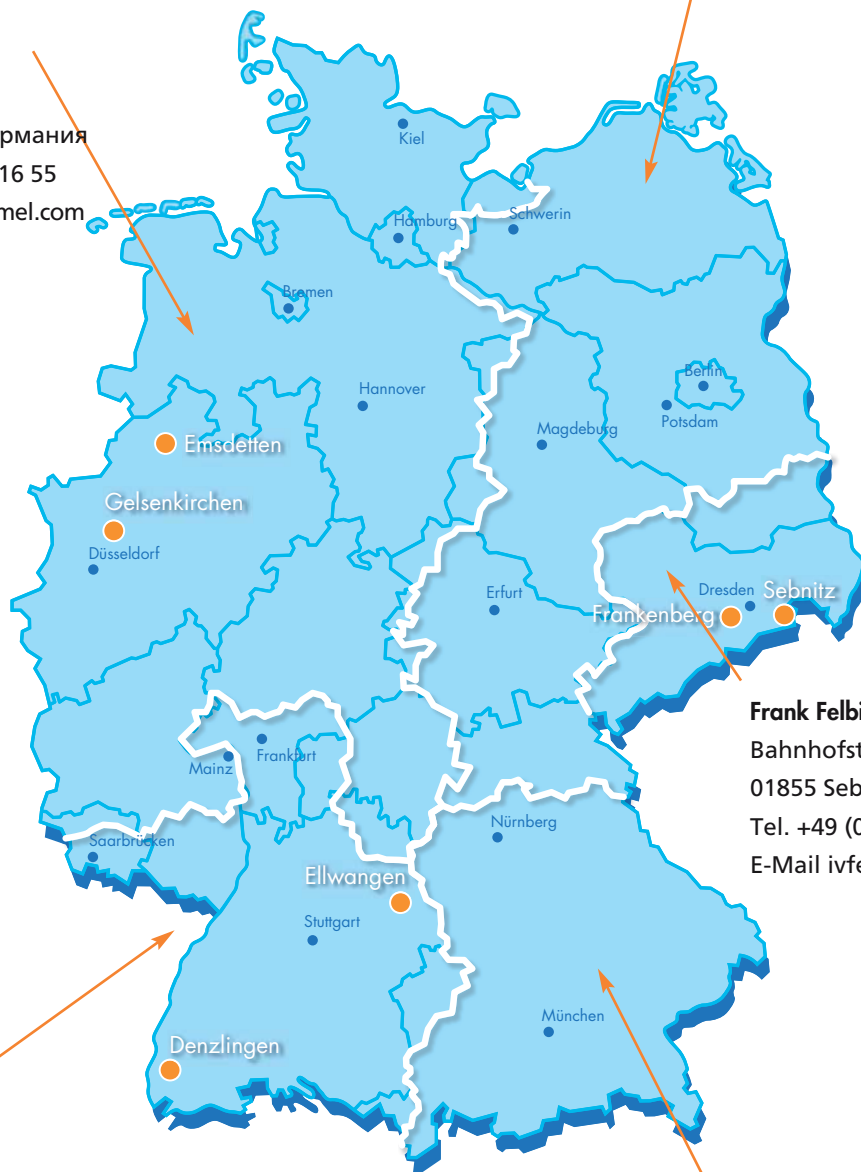 рмания
16 55
mel.com
Kiel
Hamburg
Schwerin
Bremen
Hannover
Berlin
Potsdam
Magdeburg
Emsdetten
Gelsenkirchen
Düsseldorf
Erfurt
Dresden
Sebnitz
Frankenberg
Frankfurt
Mainz
Saarbrücken
Nürnberg
Ellwangen
Stuttgart
München
Denzlingen
Frank Felbi
Bahnhofst
01855 Seb
Tel. +49 (0
E-Mail ivfe